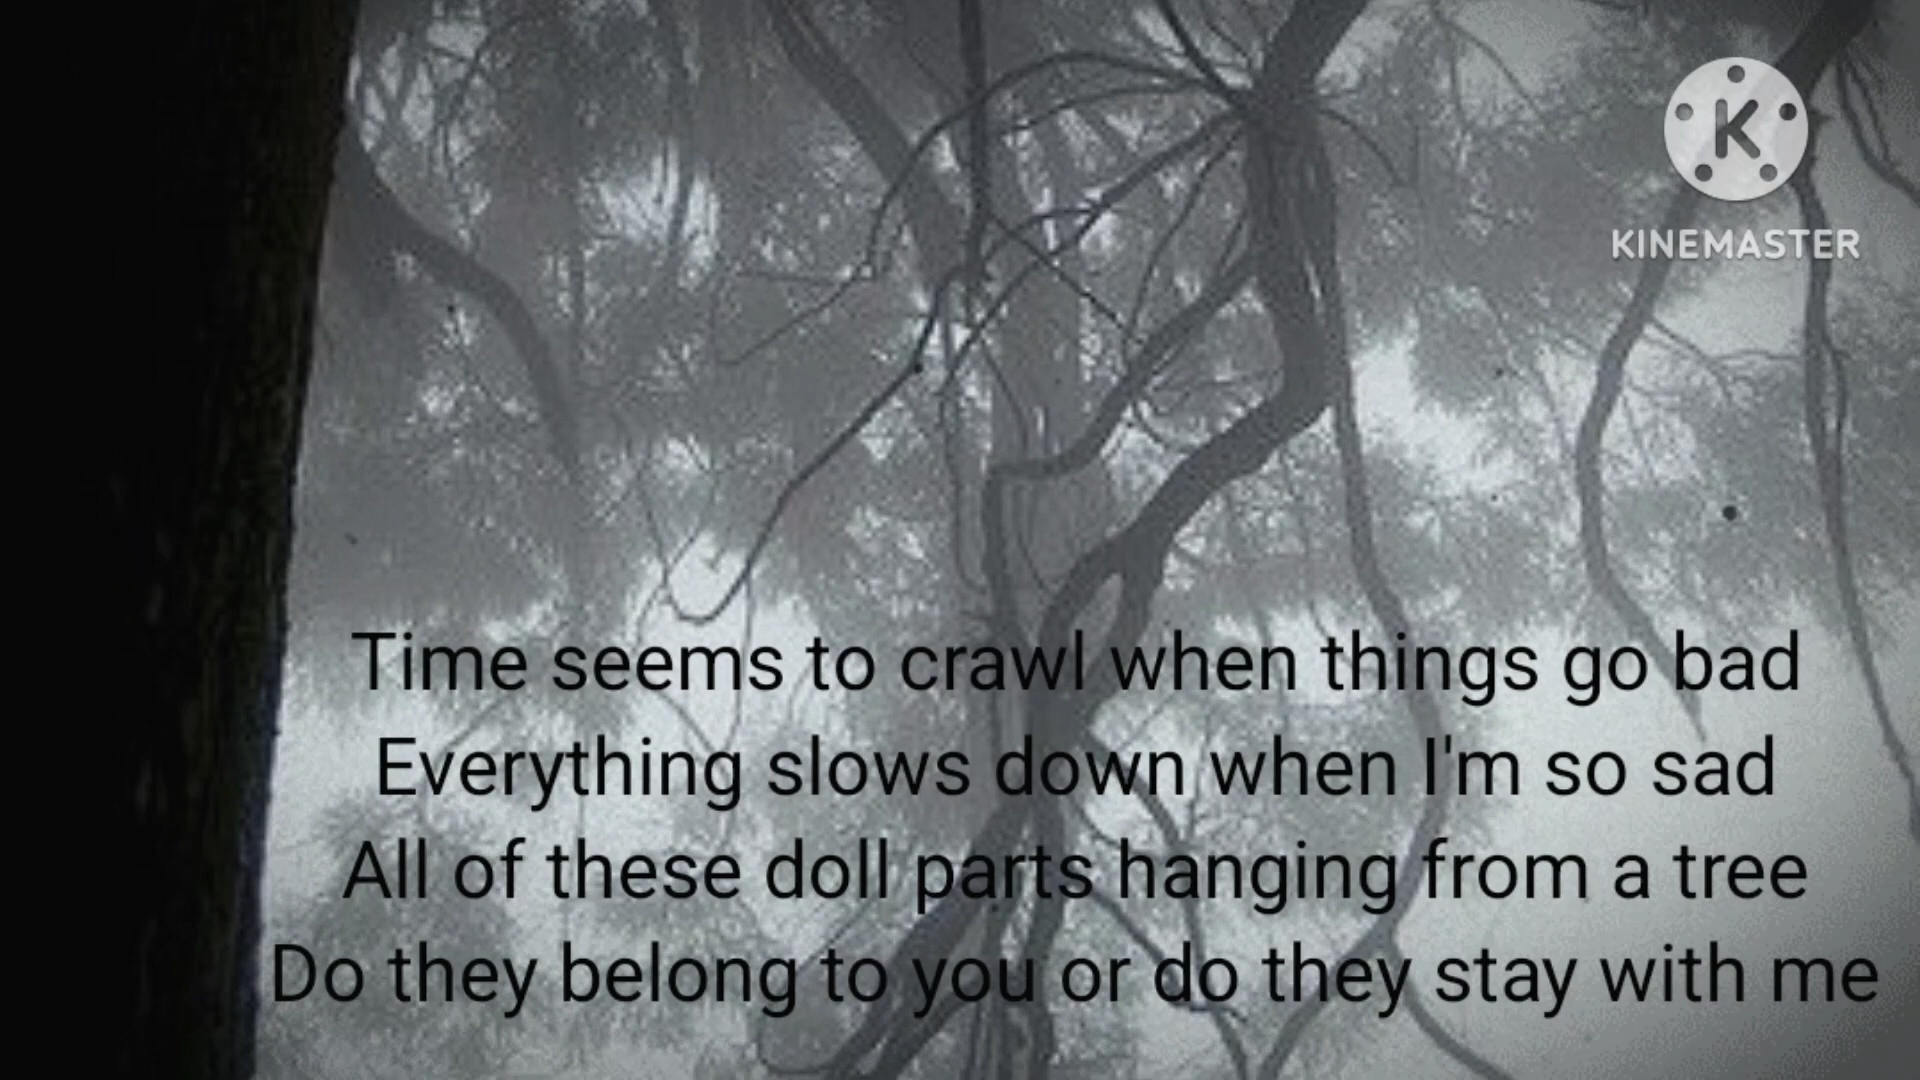 K
KINEMASTER
Time seems to crawl when things go bad
Everything slows down when I'm so sad
All of these doll parts hanging from a tree
Do they belong to you or do they stay with me